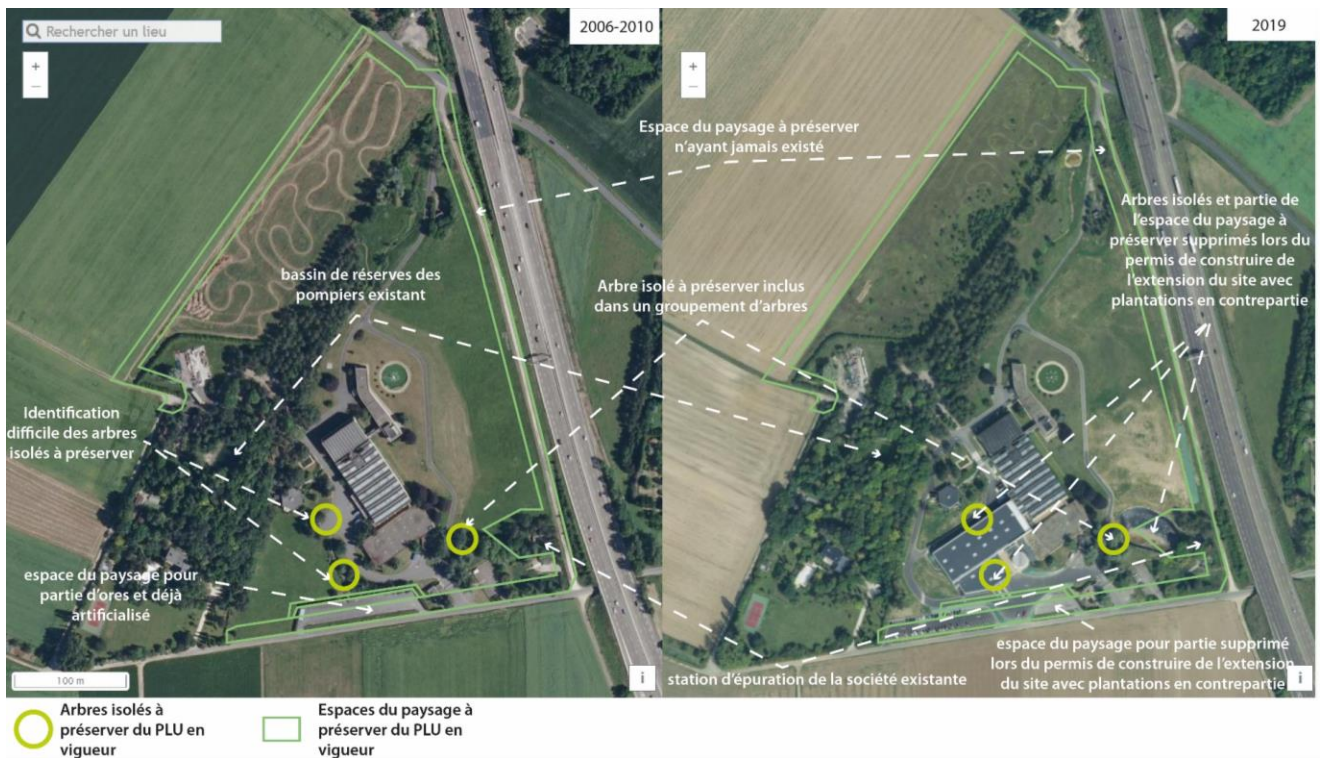 Rechercher un lieu
2006-2010
2019
+
−
+
−
Espace du paysage à préserver
n'ayant jamais existé
Arbres isolés et partie de
l'espace du paysage à
préserver supprimés lors du
permis de construire de
l'extension du site avec
plantations en contrepartie
bassin de réserves des
pompiers existant
Arbre isolé à préserver inclus
dans un groupement d'arbres
Identification
difficile des arbres
isolés à préserver
espace du paysage pour
partie d'ores et déjà
artificialisé
espace du paysage pour partie supprimé
lors du permis de construire de l'extension
du site avec plantations en contrepartie
station d'épuration de la société existante
100 m
i
i
Arbres isolés à
préserver du PLU en
vigueur
Espaces du paysage à
préserver du PLU en
vigueur